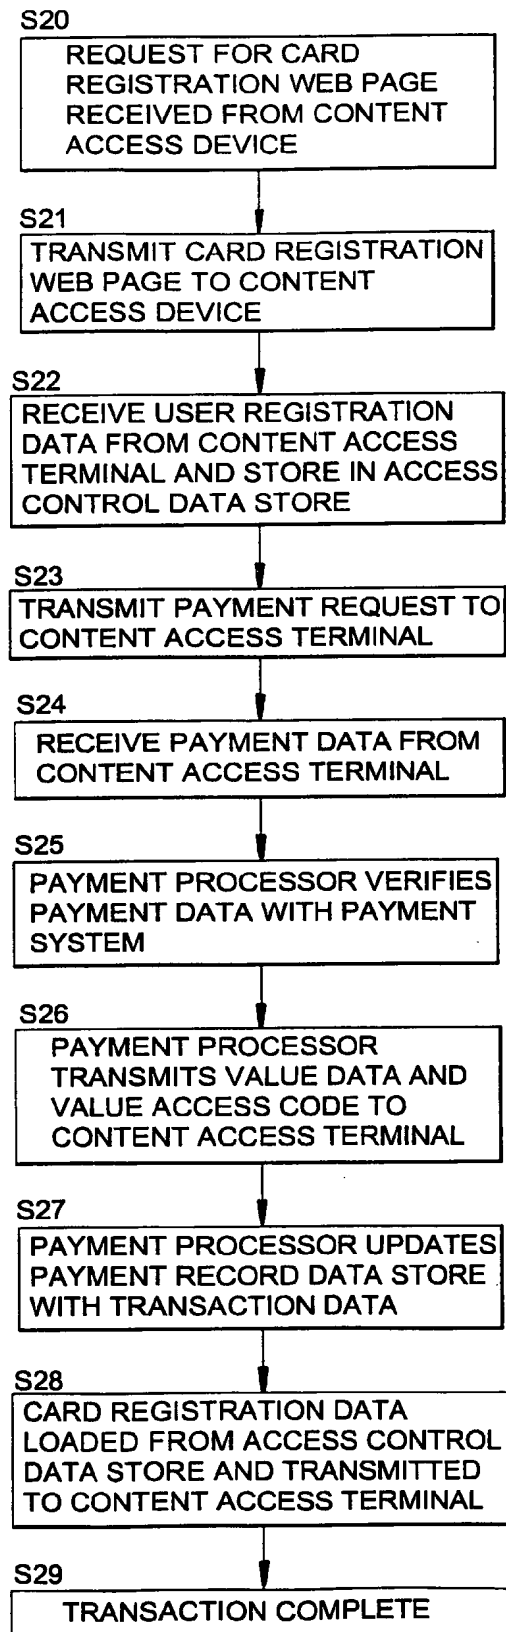 S20
REQUEST FOR CARD
REGISTRATION WEB PAGE
RECEIVED FROM CONTENT
ACCESS DEVICE
S21
TRANSMIT CARD REGISTRATION
WEB PAGE TO CONTENT
ACCESS DEVICE
S22
RECEIVE USER REGISTRATION
DATA FROM CONTENT ACCESS
TERMINAL AND STORE IN ACCESS
CONTROL DATA STORE
S23
TRANSMIT PAYMENT REQUEST TO
CONTENT ACCESS TERMINAL
S24
RECEIVE PAYMENT DATA FROM
CONTENT ACCESS TERMINAL
S25
PAYMENT PROCESSOR VERIFIES
PAYMENT DATA WITH PAYMENT
SYSTEM
S26
PAYMENT PROCESSOR
TRANSMITS VALUE DATA AND
VALUE ACCESS CODE TO
CONTENT ACCESS TERMINAL
S27
PAYMENT PROCESSOR UPDATES
PAYMENT RECORD DATA STORE
WITH TRANSACTION DATA
S28
CARD REGISTRATION DATA
LOADED FROM ACCESS CONTROL
DATA STORE AND TRANSMITTED
TO CONTENT ACCESS TERMINAL
S29
TRANSACTION COMPLETE